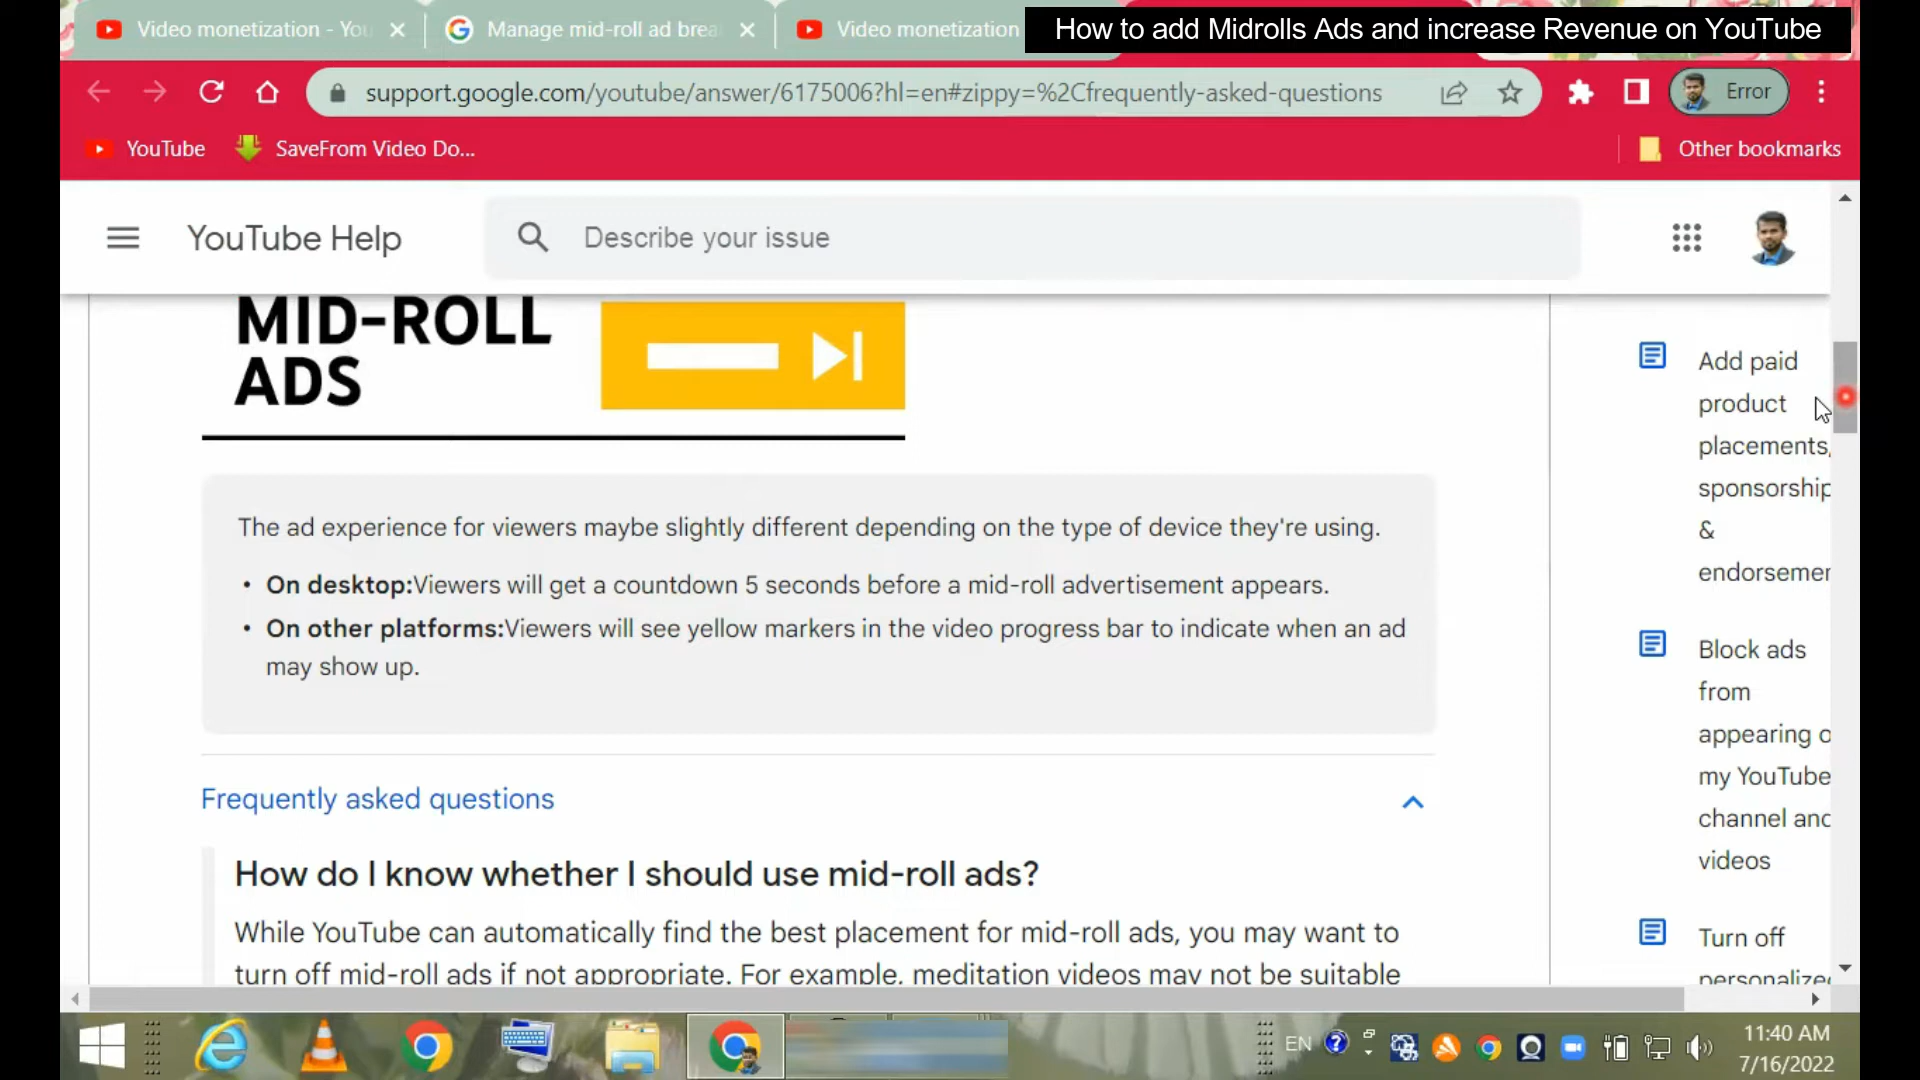 Video monetization - You
Manage mid-roll ad brea
Video monetization
How to add Midrolls Ads and increase Revenue on YouTube
support.google.com/youtube/answer/6175006?hl=en#zippy=%2Cfrequently-asked-questions
Error
YouTube
SaveFrom Video Do...
Other bookmarks
YouTube Help
Describe your issue
MID-ROLL
ADS
The ad experience for viewers maybe slightly different depending on the type of device they're using.
• On desktop:Viewers will get a countdown 5 seconds before a mid-roll advertisement appears.
• On other platforms:Viewers will see yellow markers in the video progress bar to indicate when an ad
may show up.
Frequently asked questions
How do I know whether I should use mid-roll ads?
While YouTube can automatically find the best placement for mid-roll ads, you may want to
turn off mid-roll ads if not appropriate. For example, meditation videos may not be suitable
Add paid
product
placements,
sponsorship
&
endorsemer
Block ads
from
appearing o
my YouTube
channel and
videos
Turn off
personalize
EN
11:40 AM
7/16/2022